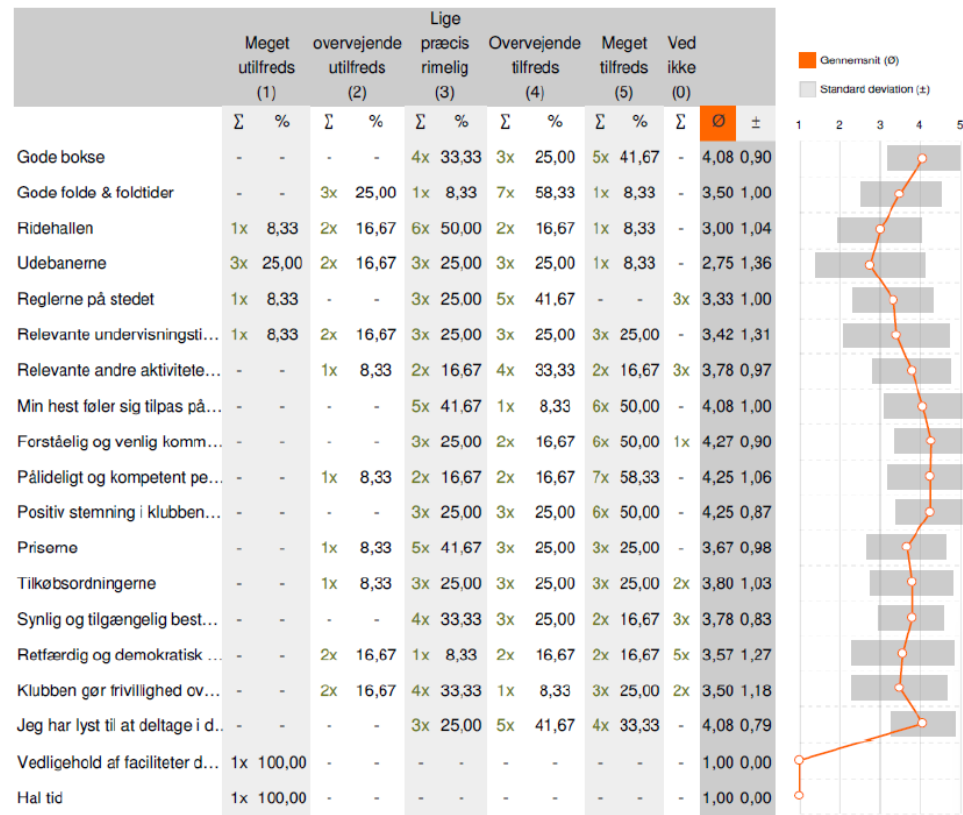 Lige
Meget overvejende præcis Overvejende Meget Ved
utilfreds utilfreds rimelig tilfreds tilfreds ikke
(1) (2) (3) (4) (5) (0)
Gennemsnit (Ø)
Standard deviation (±)
Σ % Σ % Σ % Σ % Σ % Σ Ø ± 1 2 3 4 5
Gode bokse - - - - 4x 33,33 3x 25,00 5x 41,67 - 4,08 0,90
Gode folde & foldtider - - 3x 25,00 1x 8,33 7x 58,33 1x 8,33 - 3,50 1,00
Ridehallen 1x 8,33 2x 16,67 6x 50,00 2x 16,67 1x 8,33 - 3,00 1,04
Udebanerne 3x 25,00 2x 16,67 3x 25,00 3x 25,00 1x 8,33 - 2,75 1,36
Reglerne på stedet 1x 8,33 - - 3x 25,00 5x 41,67 - - 3x 3,33 1,00
Relevante undervisningsti... 1x 8,33 2x 16,67 3x 25,00 3x 25,00 3x 25,00 - 3,42 1,31
Relevante andre aktivitete... - - 1x 8,33 2x 16,67 4x 33,33 2x 16,67 3x 3,78 0,97
Min hest føler sig tilpas på... - - - - 5x 41,67 1x 8,33 6x 50,00 - 4,08 1,00
Forståelig og venlig komm... - - - - 3x 25,00 2x 16,67 6x 50,00 1x 4,27 0,90
Pålideligt og kompetent pe... - - 1x 8,33 2x 16,67 2x 16,67 7x 58,33 - 4,25 1,06
Positiv stemning i klubben... - - - - 3x 25,00 3x 25,00 6x 50,00 - 4,25 0,87
Priserne - - 1x 8,33 5x 41,67 3x 25,00 3x 25,00 - 3,67 0,98
Tilkøbsordningerne - - 1x 8,33 3x 25,00 3x 25,00 3x 25,00 2x 3,80 1,03
Synlig og tilgængelig best... - - - - 4x 33,33 3x 25,00 2x 16,67 3x 3,78 0,83
Retfærdig og demokratisk ... - - 2x 16,67 1x 8,33 2x 16,67 2x 16,67 5x 3,57 1,27
Klubben gør frivillighed ov... - - 2x 16,67 4x 33,33 1x 8,33 3x 25,00 2x 3,50 1,18
Jeg har lyst til at deltage i d.. - - - - 3x 25,00 5x 41,67 4x 33,33 - 4,08 0,79
Vedligehold af faciliteter d... 1x 100,00 - - - - - - - - - 1,00 0,00
Hal tid 1x 100,00 - - - - - - - - - 1,00 0,00